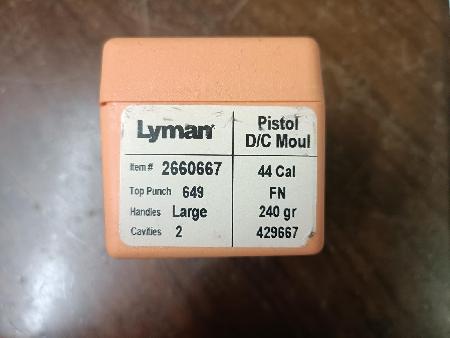 Lyman
Item # 2660667
Top Punch 649
Handles Large
Cavities 2
Pistol
D/C Moul
44 Cal
FN
240 gr
429667